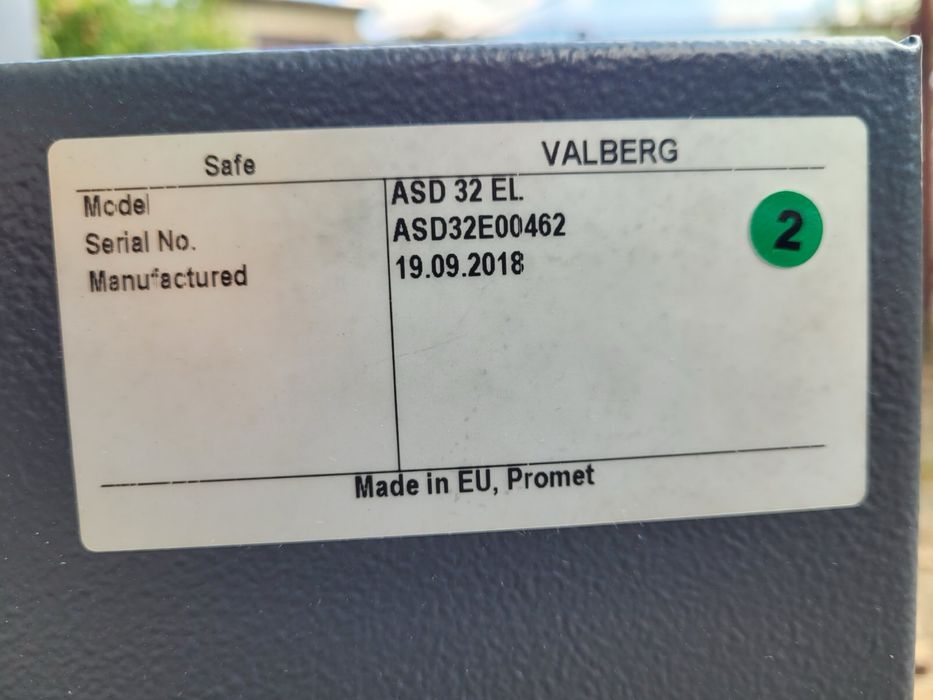 Safe VALBERG
Model ASD 32 EL
Serial No. ASD32E00462
Manufactured 19.09.2018
2
Made in EU, Promet